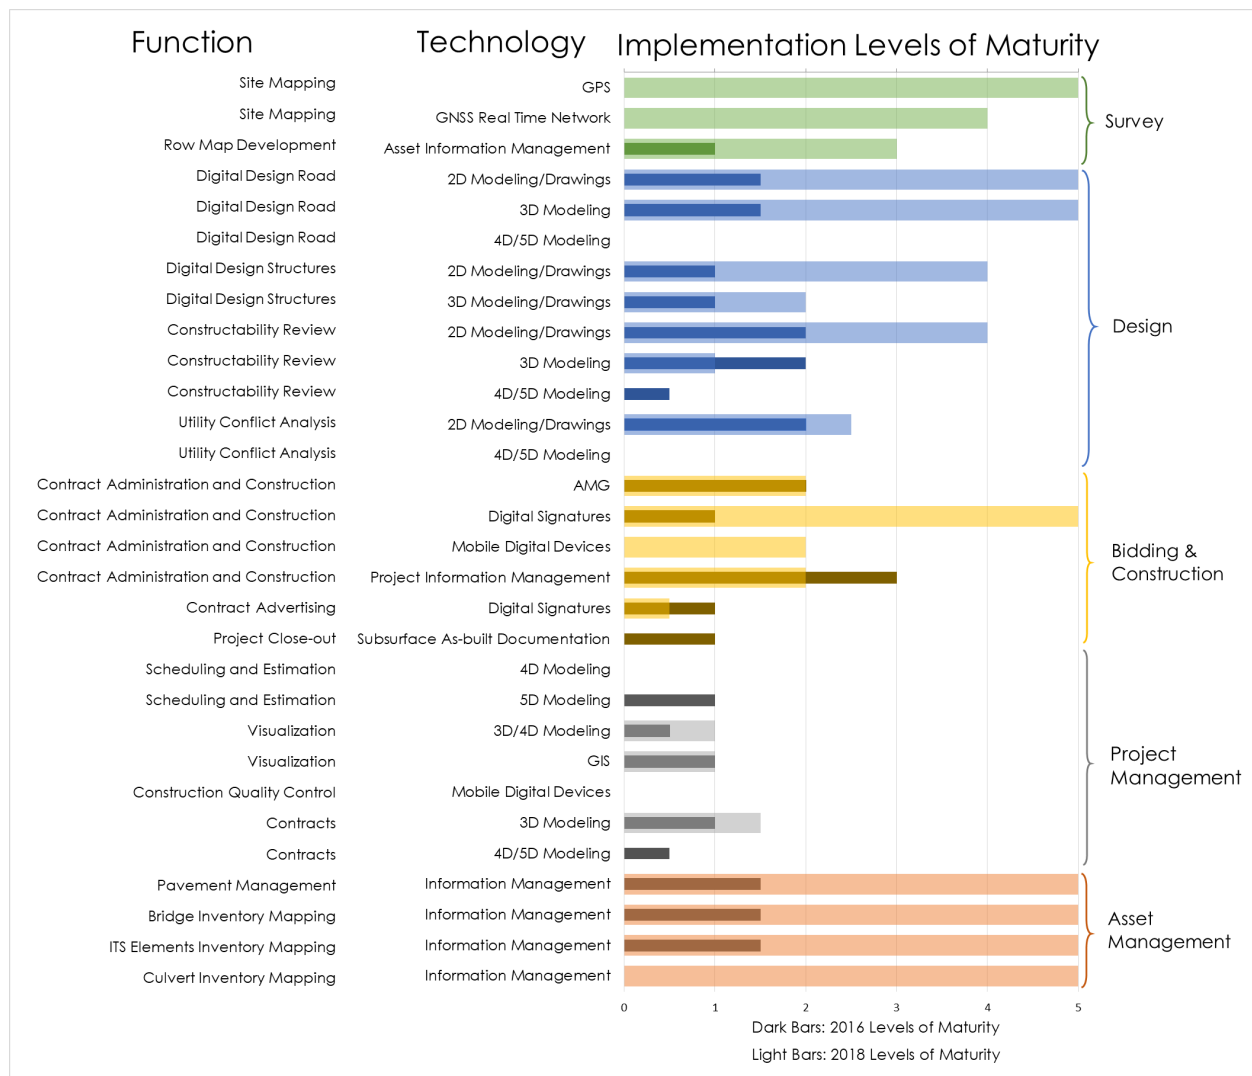 Function Technology Implementation Levels of Maturity
Site Mapping GPS
Site Mapping GNSS Real Time Network
Survey
Row Map Development Asset Information Management
Digital Design Road 2D Modeling/Drawings
Digital Design Road 3D Modeling
Digital Design Road 4D/5D Modeling
Digital Design Structures 2D Modeling/Drawings
Digital Design Structures 3D Modeling/Drawings
Design
Constructability Review 2D Modeling/Drawings
Constructability Review 3D Modeling
Constructability Review 4D/5D Modeling
Utility Conflict Analysis 2D Modeling/Drawings
Utility Conflict Analysis 4D/5D Modeling
Contract Administration and Construction AMG
Contract Administration and Construction Digital Signatures
Contract Administration and Construction Mobile Digital Devices
Bidding &
Construction
Contract Administration and Construction Project Information Management
Contract Advertising Digital Signatures
Project Close-out Subsurface As-built Documentation
Scheduling and Estimation 4D Modeling
Scheduling and Estimation 5D Modeling
Visualization 3D/4D Modeling
Visualization GIS
Project
Management
Construction Quality Control Mobile Digital Devices
Contracts 3D Modeling
Contracts 4D/5D Modeling
Pavement Management Information Management
Bridge Inventory Mapping Information Management
Asset
Management
ITS Elements Inventory Mapping Information Management
Culvert Inventory Mapping Information Management
0 1 2 3 4 5
Dark Bars: 2016 Levels of Maturity
Light Bars: 2018 Levels of Maturity